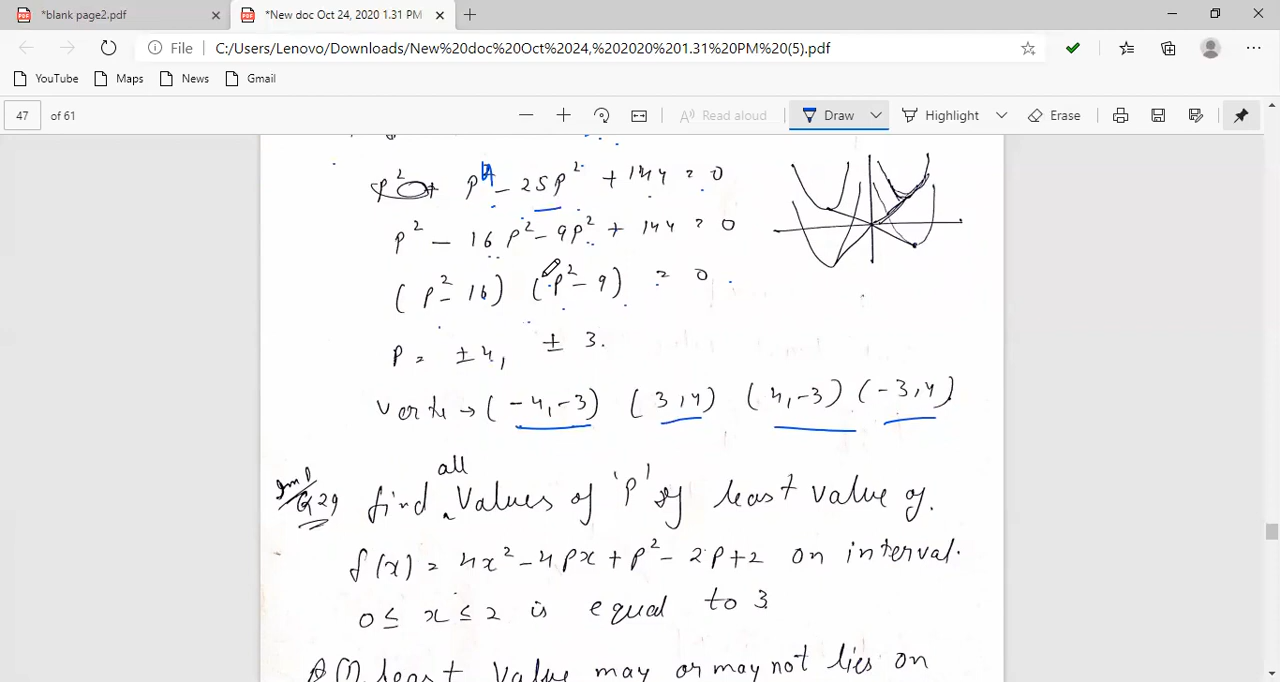 *blank page2.pdf
*New doc Oct 24, 2020 1.31 PM
File C:/Users/Lenovo/Downloads/New%20doc%20Oct%2024,%202020%201.31%20PM%20(5).pdf
YouTube Maps News Gmail
47 of 61 Read aloud Draw Highlight Erase
p⁴ - 25p² + 144 = 0
p² - 16p² - 9p² + 144 = 0
(p² - 16) (p² - 9) = 0
P = ±4, ± 3.
→ (-4,-3) (3,4) (4,-3) (-3,4)
all
Imp
Q29 find values of 'p' if least value of.
f(x) = 4x² - 4px + p² - 2p + 2 on interval.
0 ≤ x ≤ 2 is equal to 3
least value may or may not lies on